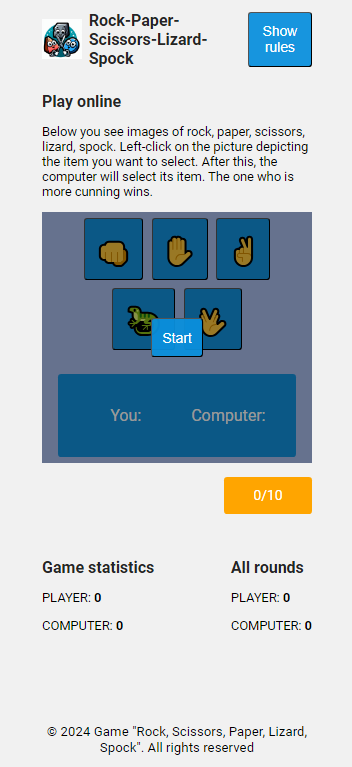 Rock-Paper-
Scissors-Lizard-
Spock
Show
rules
Play online
Below you see images of rock, paper, scissors,
lizard, spock. Left-click on the picture depicting
the item you want to select. After this, the
computer will select its item. The one who is
more cunning wins.
Start
You: Computer:
0/10
Game statistics All rounds
PLAYER: 0 PLAYER: 0
COMPUTER: 0 COMPUTER: 0
© 2024 Game "Rock, Scissors, Paper, Lizard,
Spock". All rights reserved